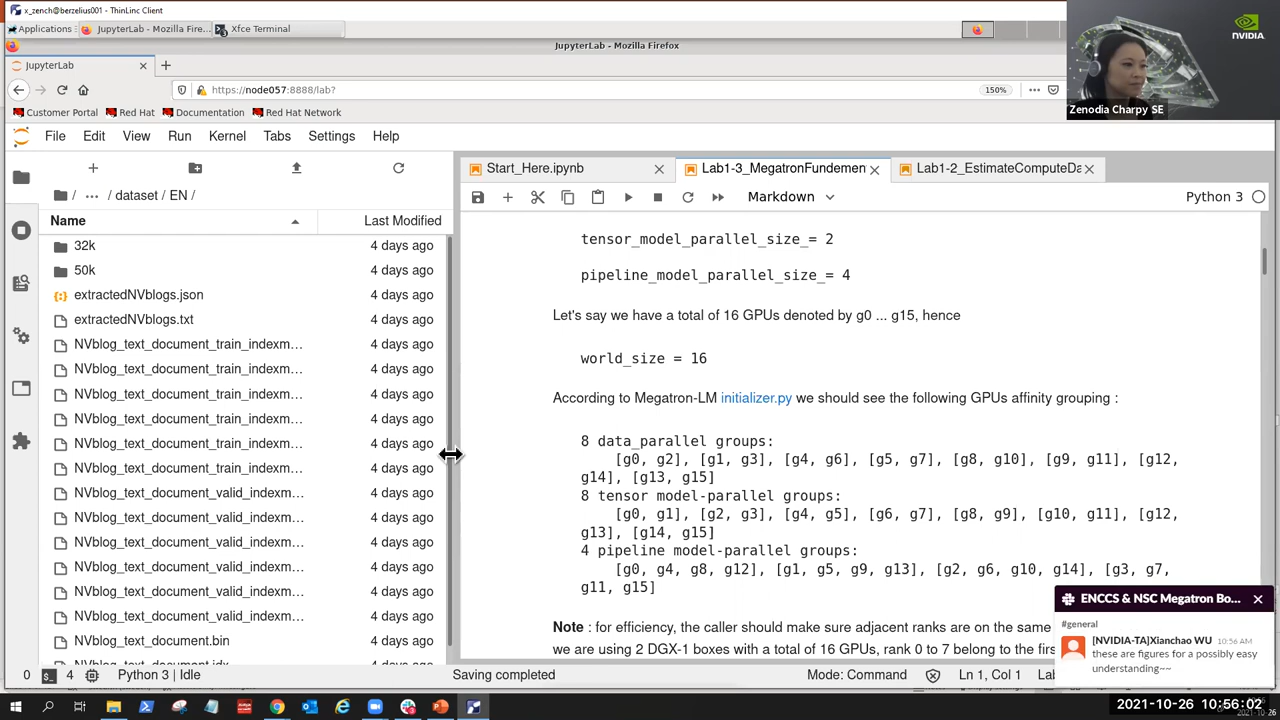 x_zench@berzelius001 - ThinLinc Client
Applications
JupyterLab - Mozilla Fire...
Xfce Terminal
JupyterLab - Mozilla Firefox
JupyterLab
https://node057:8888/lab?
150%
Customer Portal
Red Hat
Documentation
Red Hat Network
NVIDIA
Zenodia Charpy SE
File Edit View Run Kernel Tabs Settings Help
Start_Here.ipynb
Lab1-3_MegatronFundemen
Lab1-2_EstimateComputeDa
/ ... / dataset / EN /
Markdown
Python 3
Name
Last Modified
32k 4 days ago
50k 4 days ago
extractedNVblogs.json 4 days ago
extractedNVblogs.txt 4 days ago
NVblog_text_document_train_indexm... 4 days ago
NVblog_text_document_train_indexm... 4 days ago
NVblog_text_document_train_indexm... 4 days ago
NVblog_text_document_train_indexm... 4 days ago
NVblog_text_document_train_indexm... 4 days ago
NVblog_text_document_train_indexm... 4 days ago
NVblog_text_document_valid_indexm... 4 days ago
NVblog_text_document_valid_indexm... 4 days ago
NVblog_text_document_valid_indexm... 4 days ago
NVblog_text_document_valid_indexm... 4 days ago
NVblog_text_document_valid_indexm... 4 days ago
NVblog_text_document_valid_indexm... 4 days ago
NVblog_text_document.bin 4 days ago
tensor_model_parallel_size_= 2
pipeline_model_parallel_size_= 4
Let's say we have a total of 16 GPUs denoted by g0 ... g15, hence
world_size = 16
According to Megatron-LM initializer.py we should see the following GPUs affinity grouping :
8 data_parallel groups:
[g0, g2], [g1, g3], [g4, g6], [g5, g7], [g8, g10], [g9, g11], [g12,
g14], [g13, g15]
8 tensor model-parallel groups:
[g0, g1], [g2, g3], [g4, g5], [g6, g7], [g8, g9], [g10, g11], [g12,
g13], [g14, g15]
4 pipeline model-parallel groups:
[g0, g4, g8, g12], [g1, g5, g9, g13], [g2, g6, g10, g14], [g3, g7,
g11, g15]
Note : for efficiency, the caller should make sure adjacent ranks are on the same
we are using 2 DGX-1 boxes with a total of 16 GPUs, rank 0 to 7 belong to the first
ENCCS & NSC Megatron Bo...
#general
[NVIDIA-TA]Xianchao WU 10:56 AM
these are figures for a possibly easy
understanding~~
0
4
Python 3 | Idle
Saving completed
Mode: Command
Ln 1, Col 1
Lab
2021-10-26 10:56:02